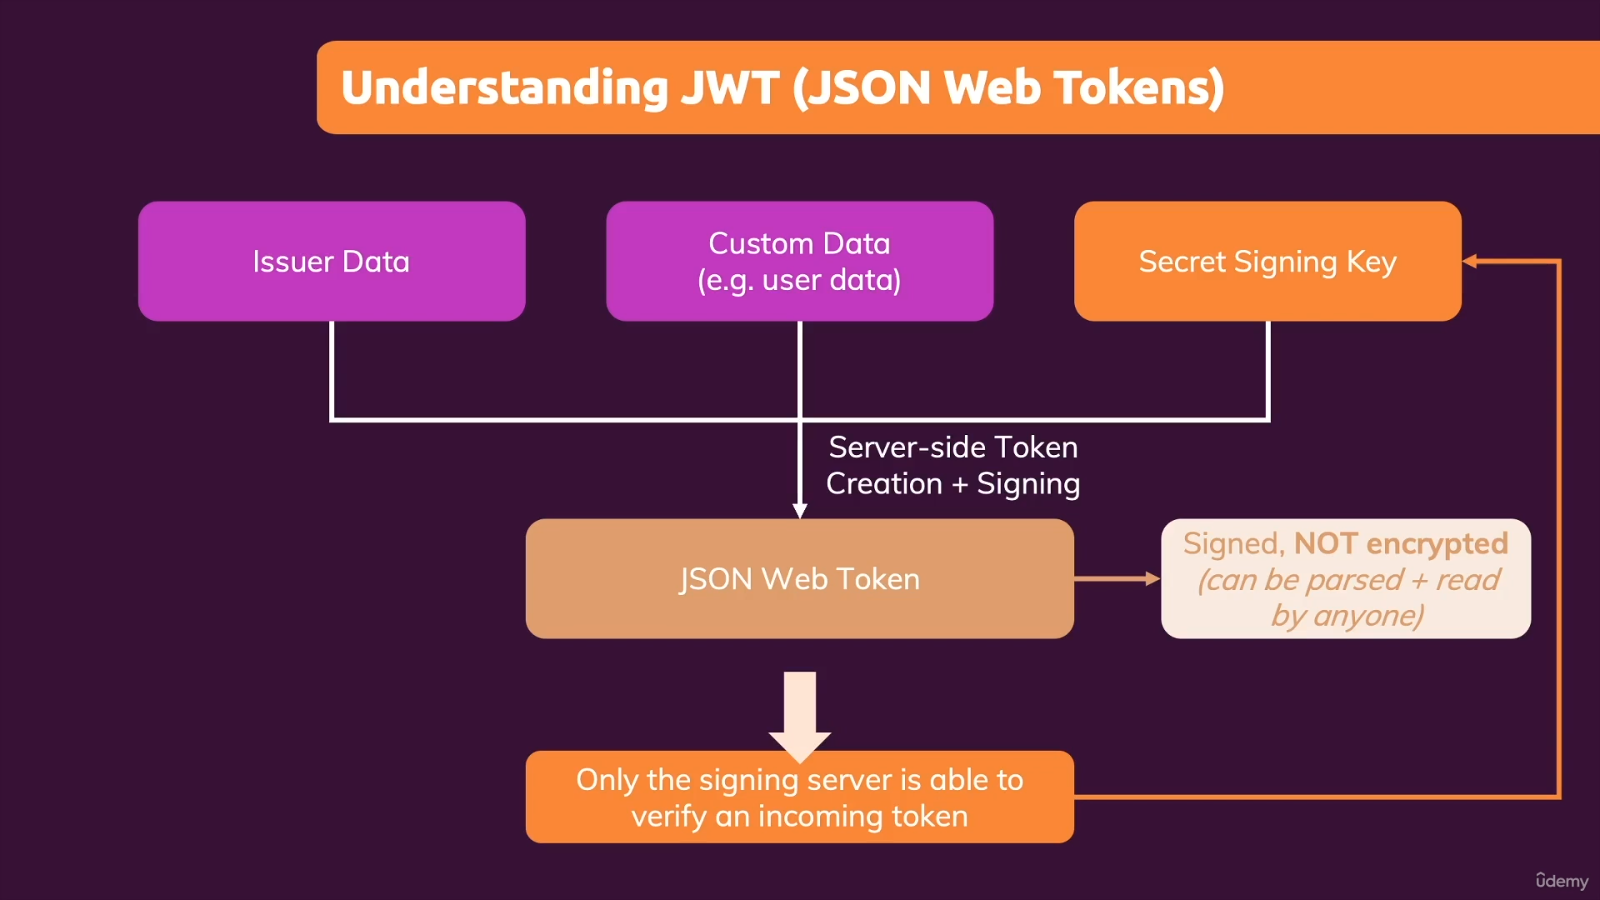 Understanding JWT (JSON Web Tokens)
Issuer Data
Custom Data
(e.g. user data)
Secret Signing Key
Server-side Token
Creation + Signing
JSON Web Token
Signed, NOT encrypted
(can be parsed + read
by anyone)
Only the signing server is able to
verify an incoming token
ûdemy